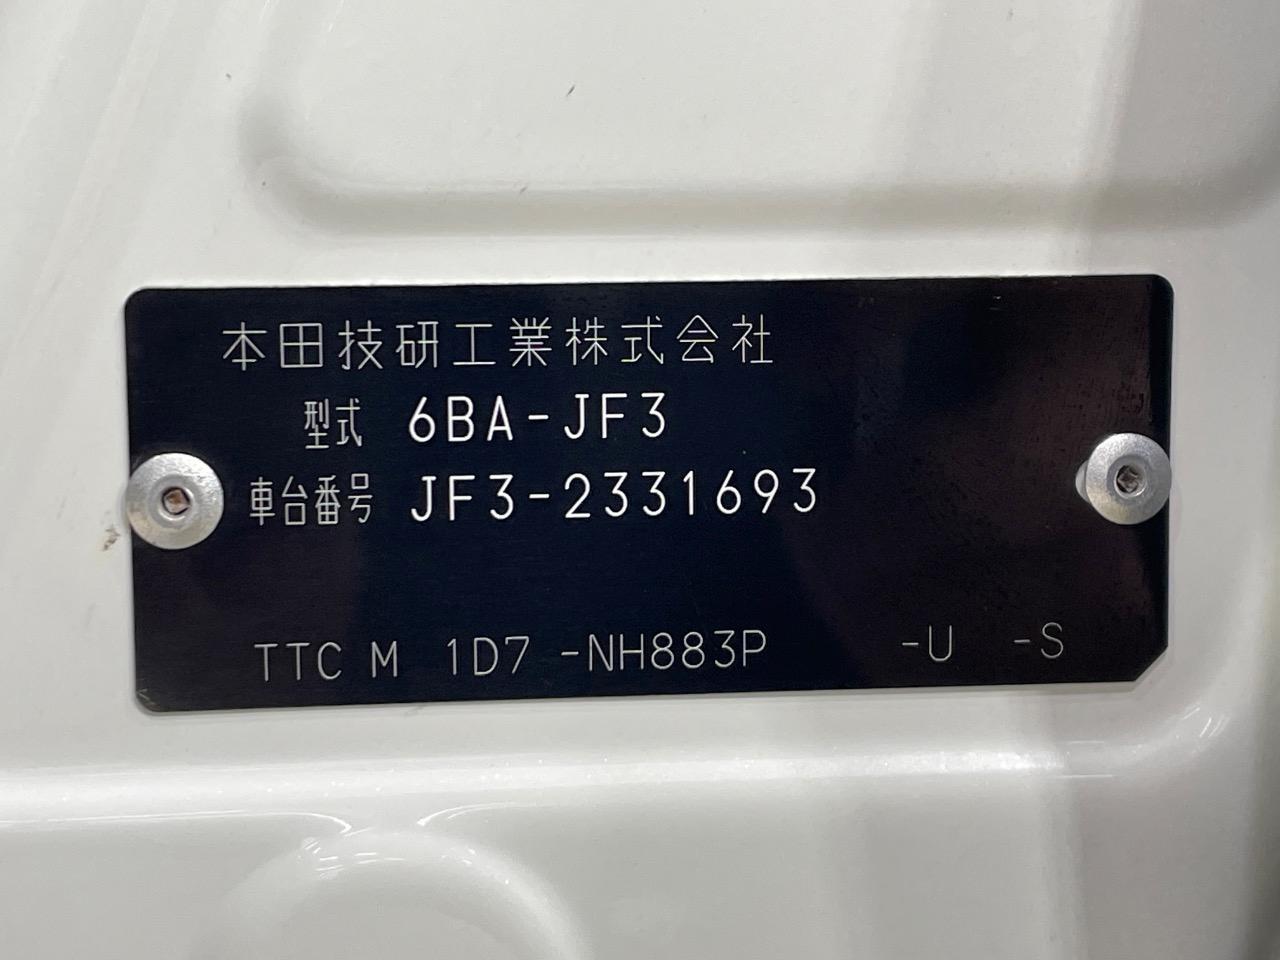 本田技研工業株式会社
型式 6BA-JF3
車台番号 JF3-2331693
TTC M 1D7 -NH883P -U -S